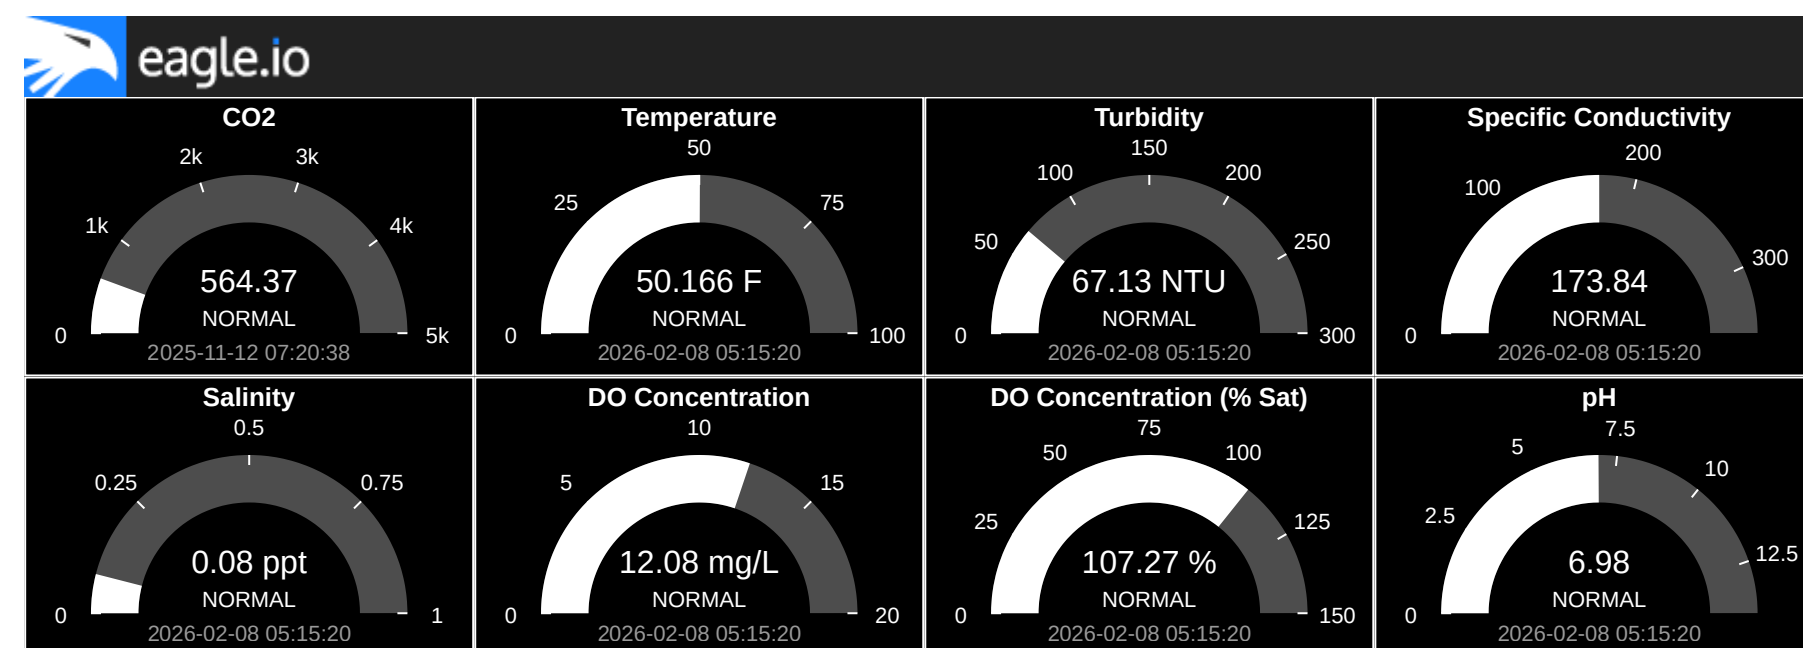 eagle.io
CO2
0
1k
2k
3k
4k
5k
564.37
NORMAL
2025-11-12 07:20:38
Temperature
0
25
50
75
100
50.166 F
NORMAL
2026-02-08 05:15:20
Turbidity
0
50
100
150
200
250
300
67.13 NTU
NORMAL
2026-02-08 05:15:20
Specific Conductivity
0
100
200
300
173.84
NORMAL
2026-02-08 05:15:20
Salinity
0
0.25
0.5
0.75
1
0.08 ppt
NORMAL
2026-02-08 05:15:20
DO Concentration
0
5
10
15
20
12.08 mg/L
NORMAL
2026-02-08 05:15:20
DO Concentration (% Sat)
0
25
50
75
100
125
150
107.27 %
NORMAL
2026-02-08 05:15:20
pH
0
2.5
5
7.5
10
12.5
6.98
NORMAL
2026-02-08 05:15:20